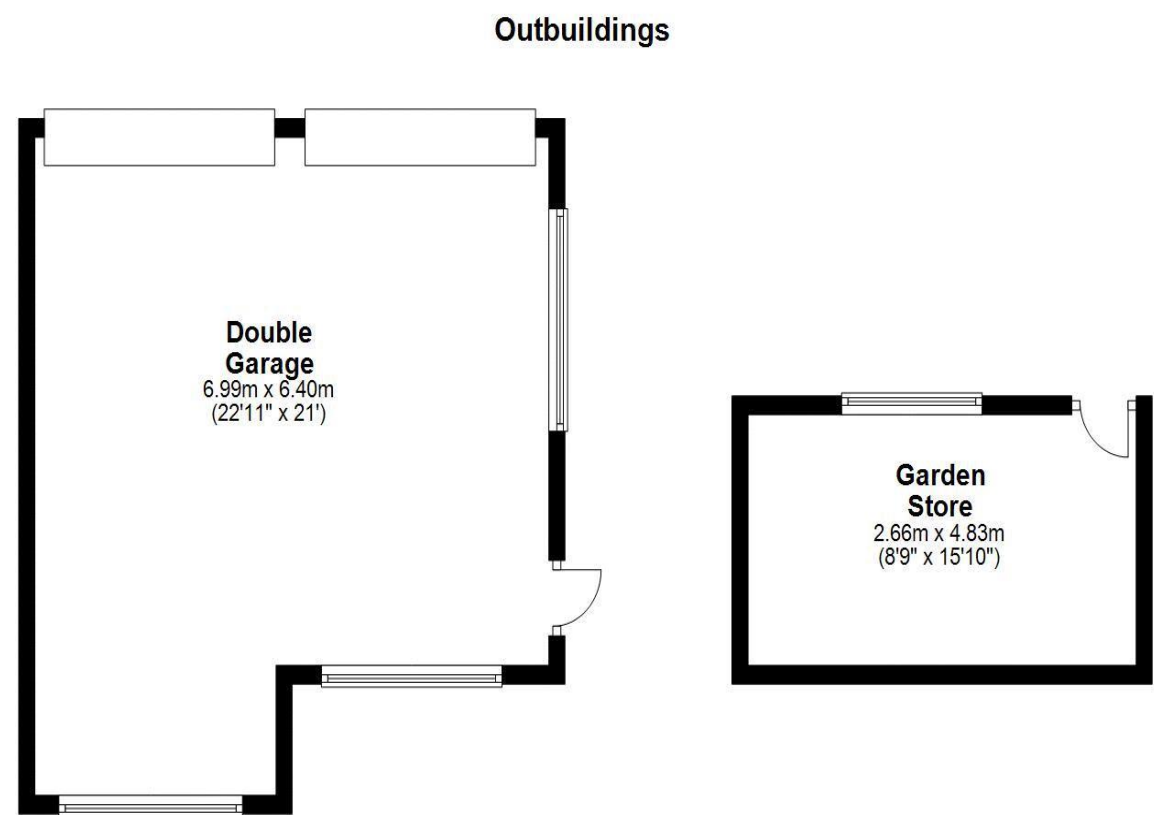 Outbuildings
Double
Garage
6.99m x 6.40m
(22'11" x 21')
Garden
Store
2.66m x 4.83m
(8'9" x 15'10")